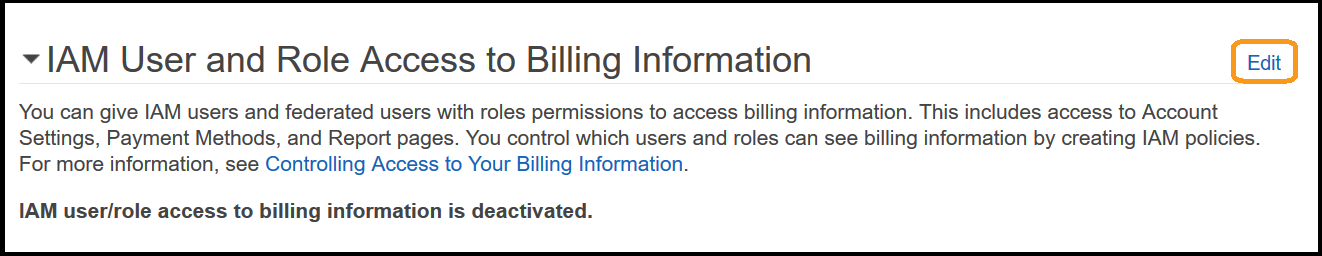 IAM User and Role Access to Billing Information
Edit
You can give IAM users and federated users with roles permissions to access billing information. This includes access to Account
Settings, Payment Methods, and Report pages. You control which users and roles can see billing information by creating IAM policies.
For more information, see Controlling Access to Your Billing Information.
IAM user/role access to billing information is deactivated.